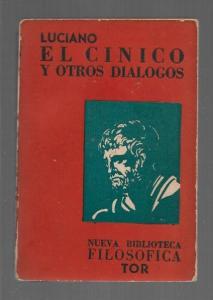 LUCIANO
EL CINICO
Y OTROS DIALOGOS
NUEVA BIBLIOTECA
FILOSOFICA
TOR